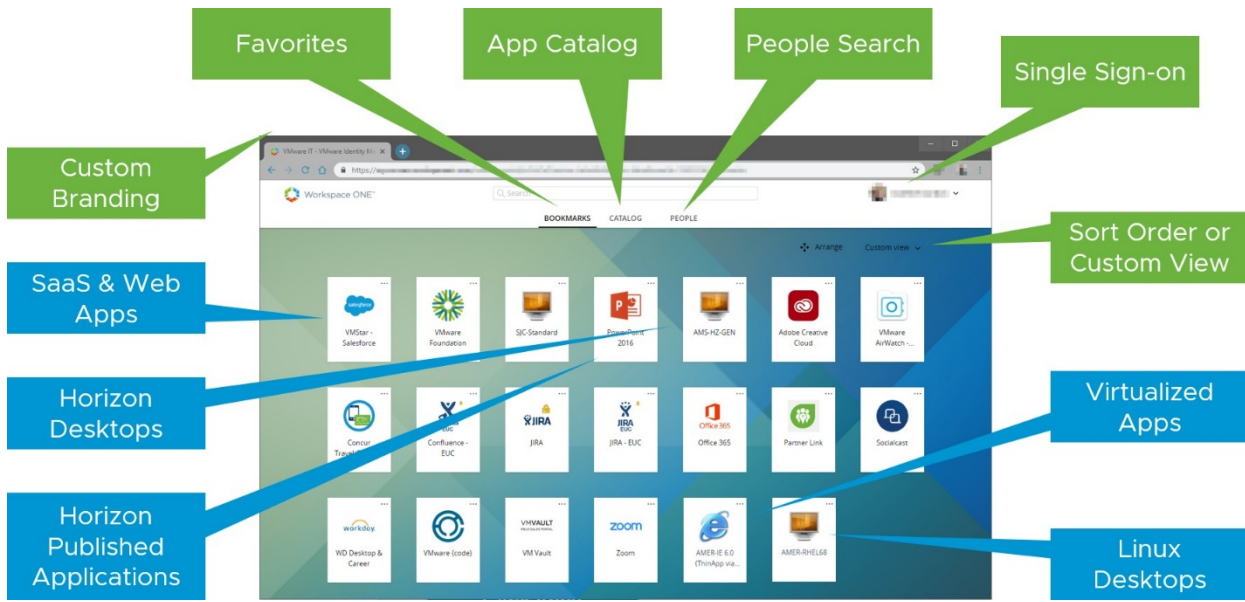 Favorites
App Catalog
People Search
Single Sign-on
Custom
Branding
VMware IT - VMware Identity M
https://
Workspace ONE™
Search
BOOKMARKS
CATALOG
PEOPLE
Arrange
Custom view
Sort Order or
Custom View
SaaS & Web
Apps
salesforce
VMStar -
Salesforce
VMware
Foundation
SJC-Standard
PowerPoint
2016
AMS-HZ-GEN
Adobe Creative
Cloud
VMware
AirWatch -...
Horizon
Desktops
Virtualized
Apps
Concur
Travel
EUC
Confluence -
EUC
JIRA
JIRA
JIRA
EUC
JIRA - EUC
Office 365
Office 365
Partner Link
Socialcast
Horizon
Published
Applications
workday.
WD Desktop &
Career
VMware {code}
VMVAULT
VM Vault
zoom
Zoom
AMER-IE 6.0
(ThinApp via...
AMER-RHEL68
Linux
Desktops